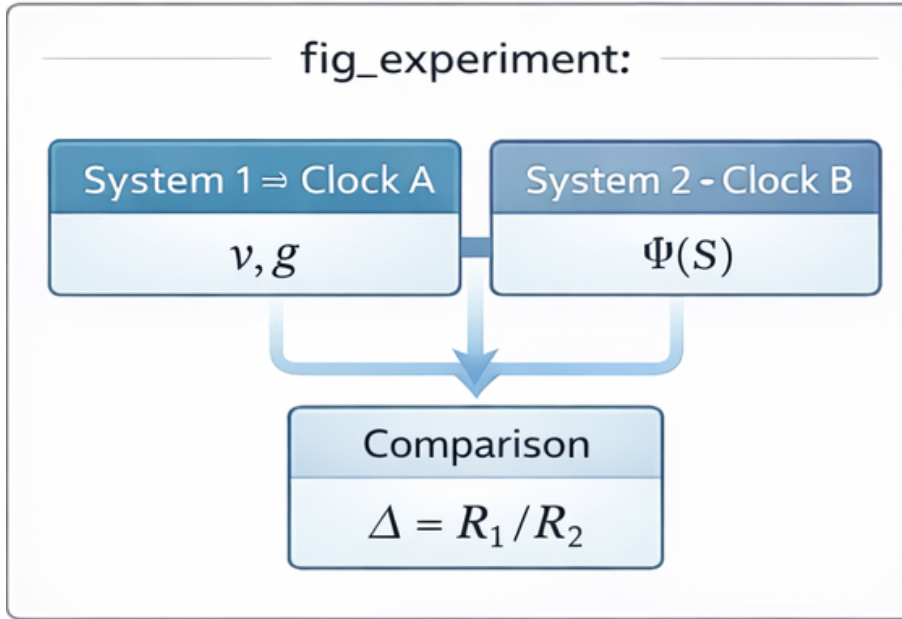 fig_experiment:
System 1 ⇒ Clock A
v, g
System 2 - Clock B
Ψ(S)
Comparison
Δ = R₁/R₂